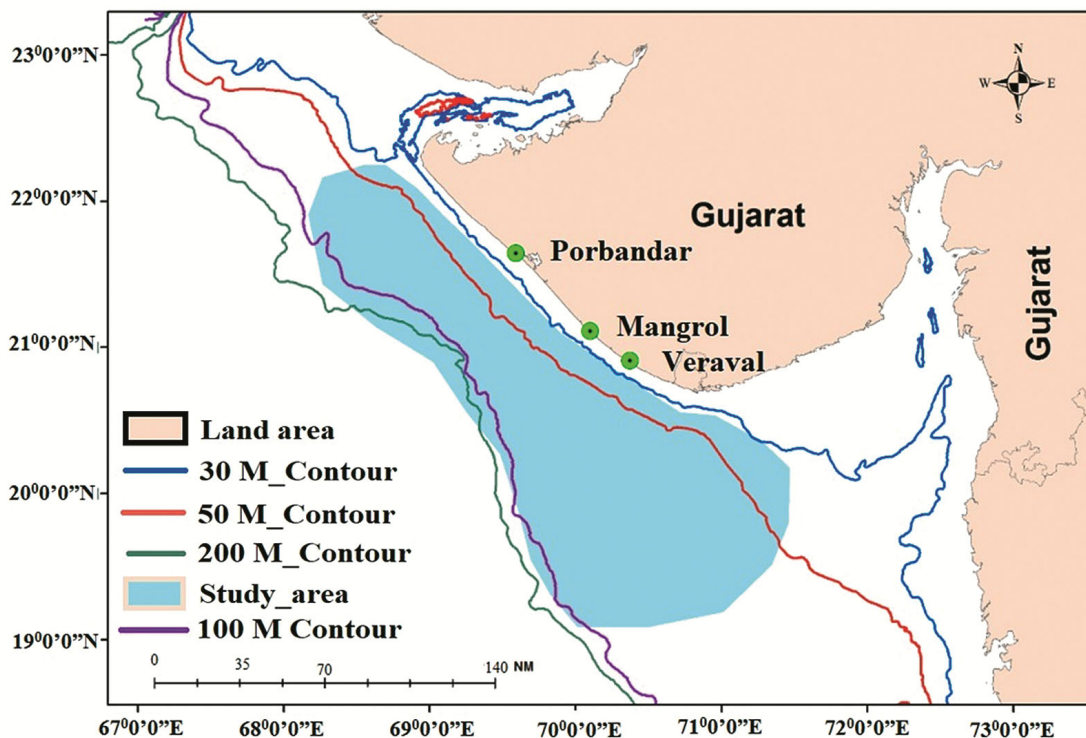 23⁰0'0"N
22⁰0'0"N
21⁰0'0"N
20⁰0'0"N
19⁰0'0"N
N
W E
S
Gujarat
Gujarat
Porbandar
Mangrol
Veraval
Land area
30 M_Contour
50 M_Contour
200 M_Contour
Study_area
100 M Contour
0 35 70 140 NM
67⁰0'0"E 68⁰0'0"E 69⁰0'0"E 70⁰0'0"E 71⁰0'0"E 72⁰0'0"E 73⁰0'0"E